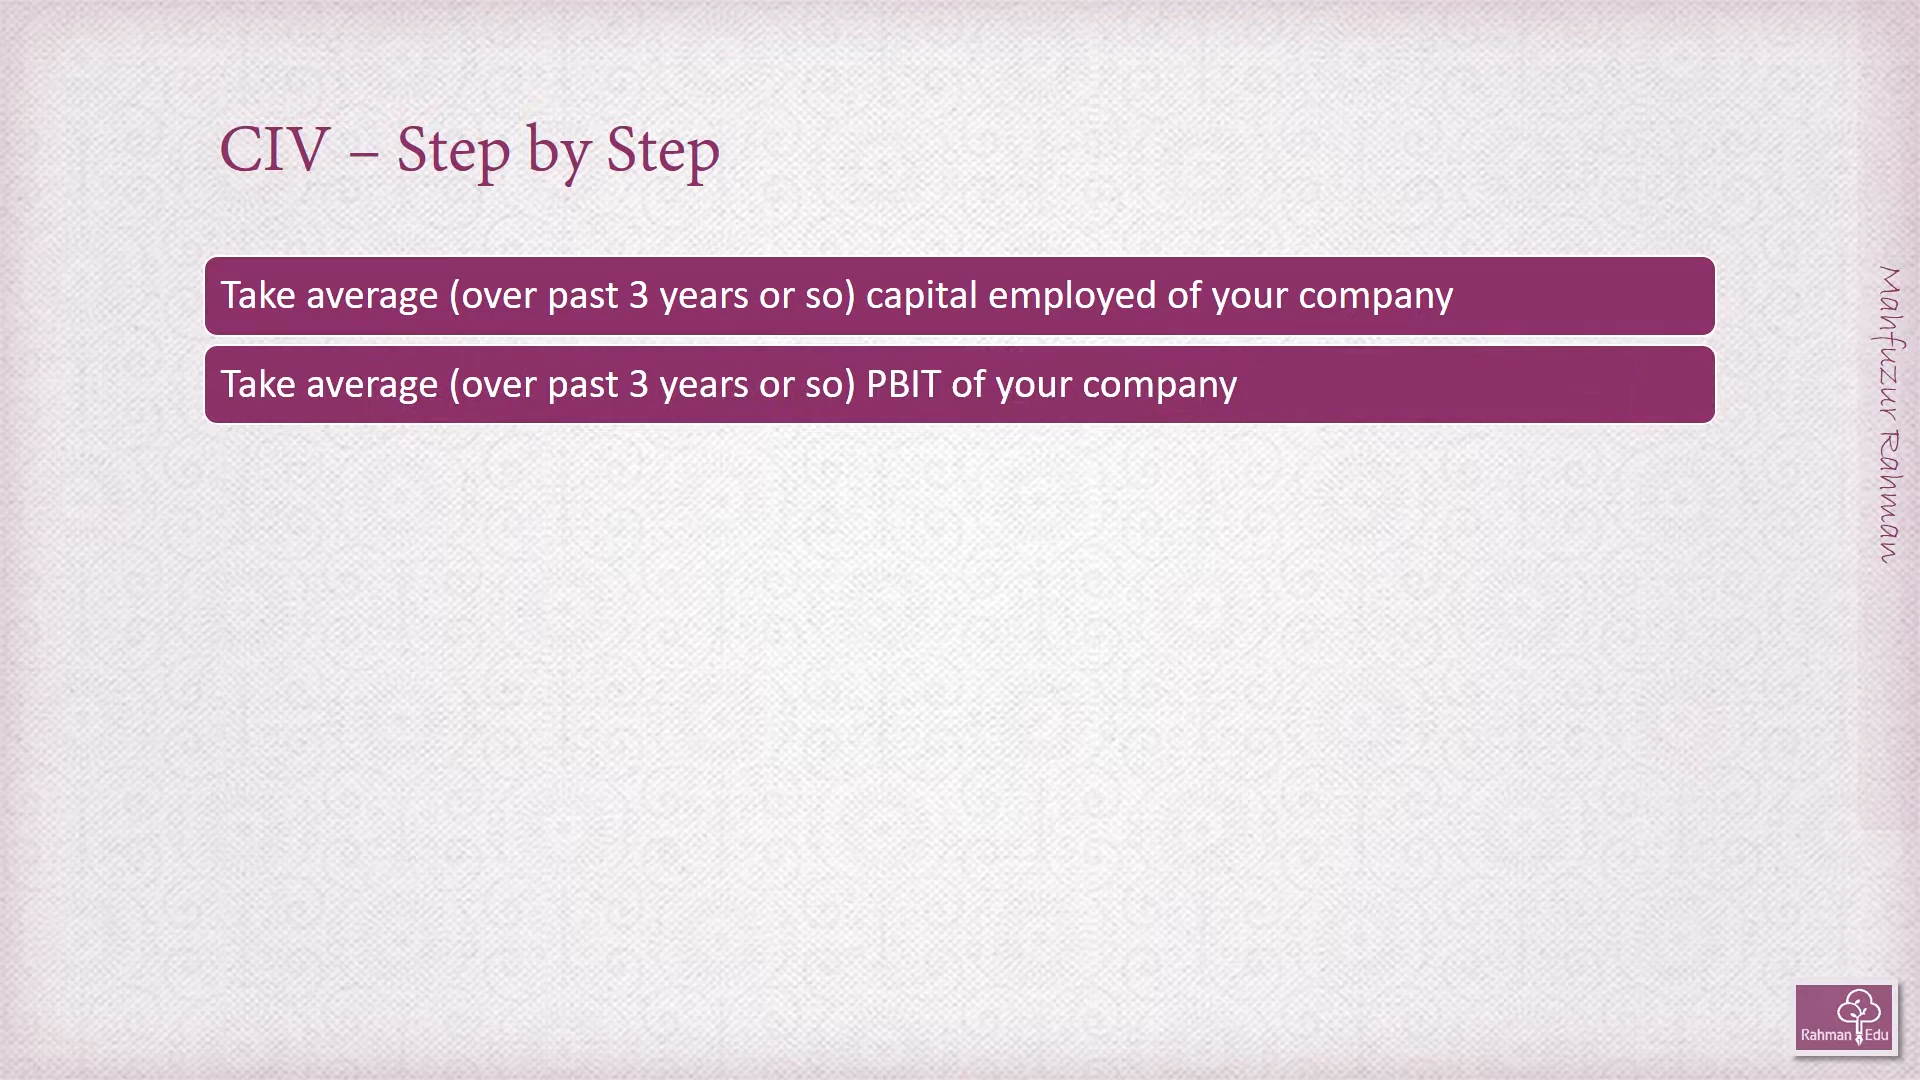 CIV – Step by Step
Take average (over past 3 years or so) capital employed of your company
Take average (over past 3 years or so) PBIT of your company
Mahfuzur Rahman
Rahman Edu